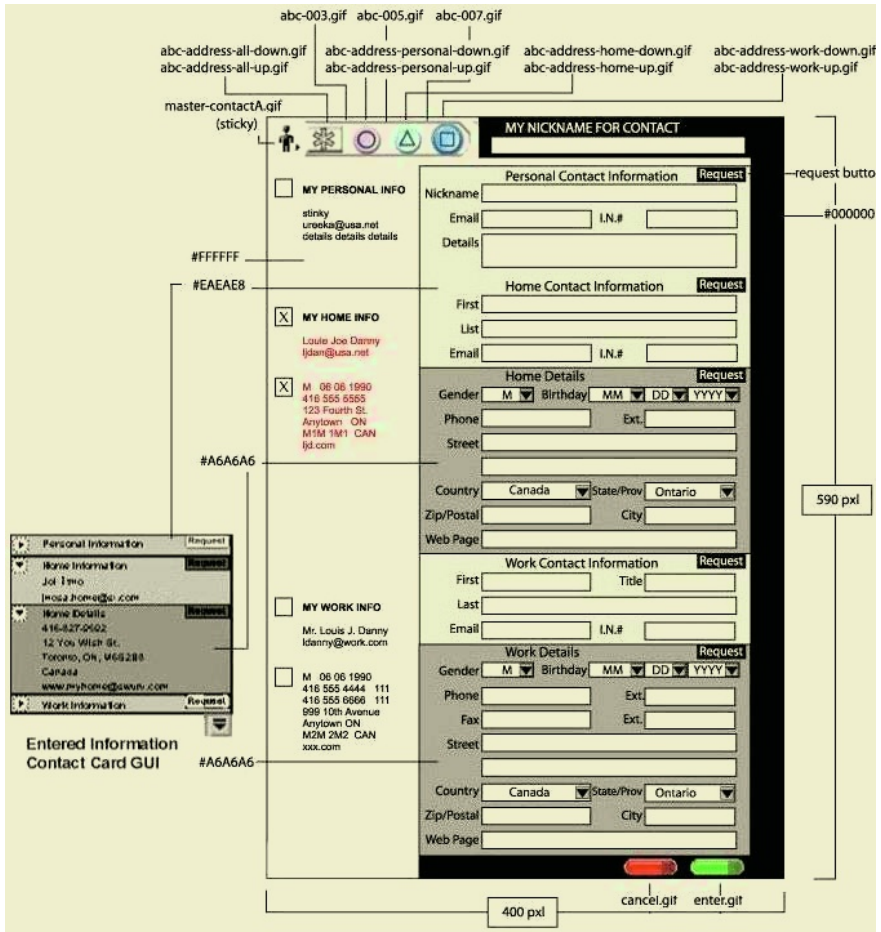 abc-003.gif abc-005.gif abc-007.gif
abc-address-all-down.gif abc-address-personal-down.gif abc-address-home-down.gif abc-address-work-down.gif
abc-address-all-up.gif abc-address-personal-up.gif abc-address-home-up.gif abc-address-work-up.gif
master-contactA.gif
(sticky)
MY NICKNAME FOR CONTACT
Personal Contact Information Request
request butto
Nickname
Email I.N.#
Details
#000000
MY PERSONAL INFO
stinky
ureeka@usa.net
details details details
#FFFFFF
#EAEAE8
Home Contact Information Request
First
List
Email I.N.#
X MY HOME INFO
Louie Joe Danny
ljdan@usa.net
X M 06 06 1990
416 555 5555
123 Fourth St.
Anytown ON
M1M 1M1 CAN
ljd.com
Home Details Request
Gender M Birthday MM DD YYYY
Phone Ext.
Street
#A6A6A6
Country Canada State/Prov Ontario
Zip/Postal City
Web Page
590 pxl
Personal Information Request
Home Information Request
Home Details Request
416-827-9602
12 You Wish St.
Toronto, ON,
Canada
Work Information Request
Entered Information
Contact Card GUI
Work Contact Information Request
First Title
Last
Email I.N.#
MY WORK INFO
Mr. Louis J. Danny
ldanny@work.com
M 06 06 1990
416 555 4444 111
416 555 6666 111
999 10th Avenue
Anytown ON
M2M 2M2 CAN
xxx.com
Work Details Request
Gender M Birthday MM DD YYYY
Phone Ext.
Fax Ext.
Street
#A6A6A6
Country Canada State/Prov Ontario
Zip/Postal City
Web Page
cancel.gif enter.gif
400 pxl